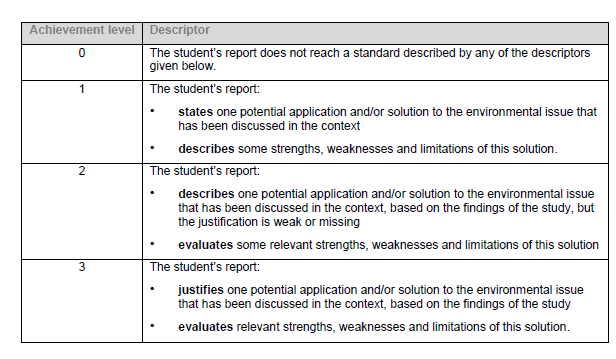 Achievement level Descriptor
0 The student's report does not reach a standard described by any of the descriptors
given below.
1 The student's report:
• states one potential application and/or solution to the environmental issue that
has been discussed in the context
• describes some strengths, weaknesses and limitations of this solution.
2 The student's report:
• describes one potential application and/or solution to the environmental issue
that has been discussed in the context, based on the findings of the study, but
the justification is weak or missing
• evaluates some relevant strengths, weaknesses and limitations of this solution
3 The student's report:
• justifies one potential application and/or solution to the environmental issue
that has been discussed in the context, based on the findings of the study
• evaluates relevant strengths, weaknesses and limitations of this solution.